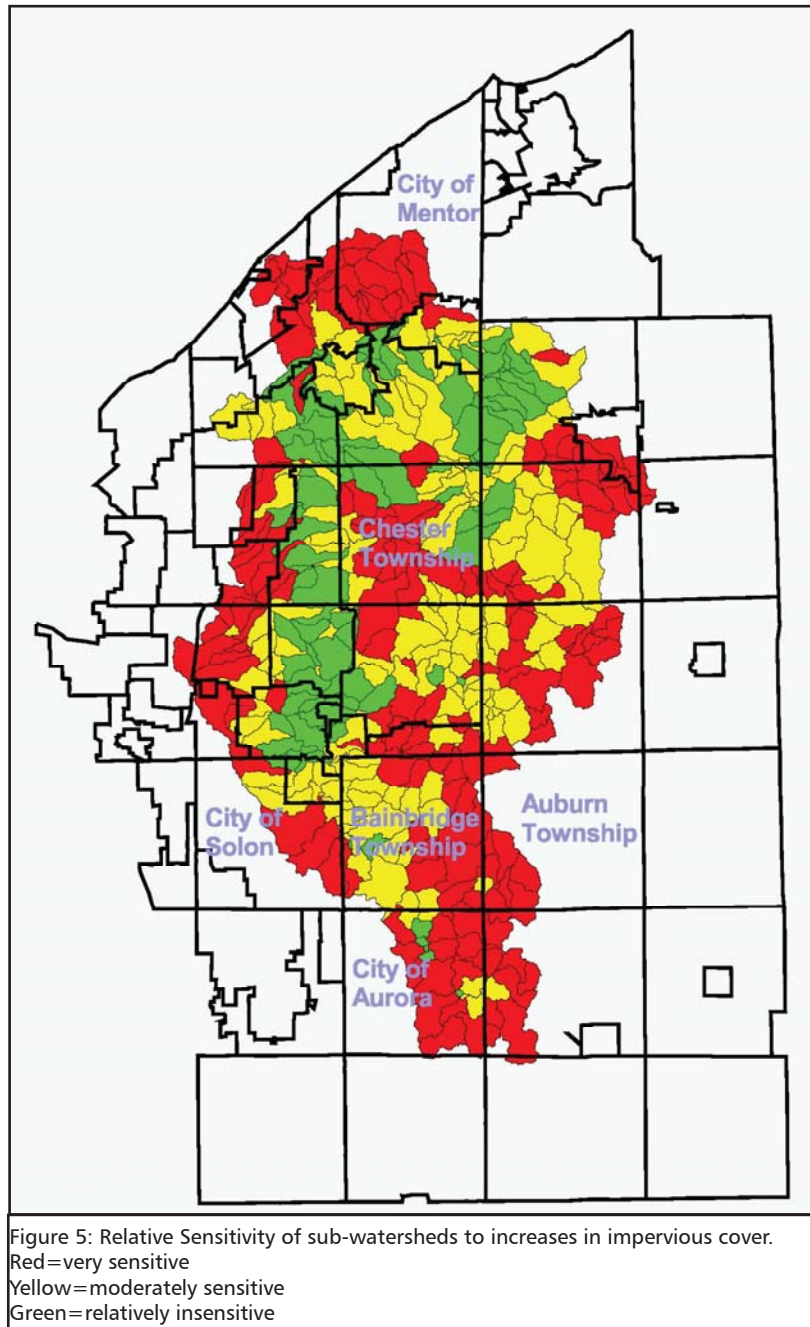 City of
Mentor
Chester
Township
City of
Solon
Bainbridge
Township
Auburn
Township
City of
Aurora
Figure 5: Relative Sensitivity of sub-watersheds to increases in impervious cover.
Red=very sensitive
Yellow=moderately sensitive
Green=relatively insensitive